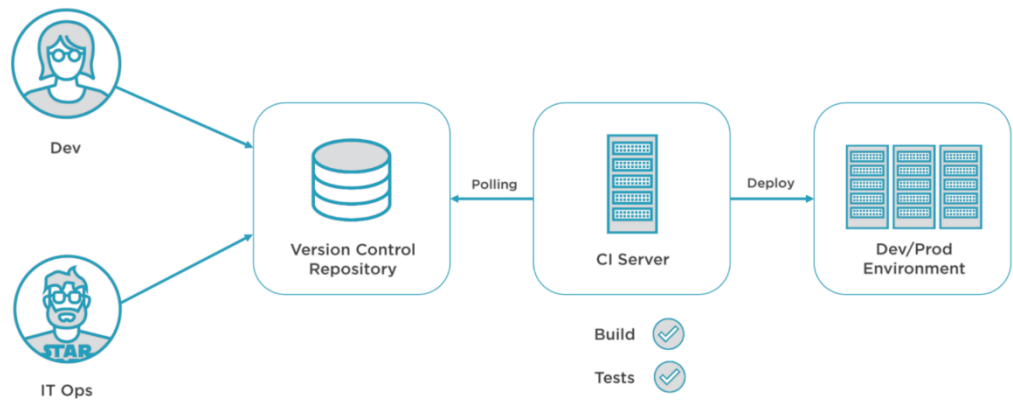 Dev
Version Control
Repository
Polling
CI Server
Deploy
Dev/Prod
Environment
STAR
IT Ops
Build
Tests